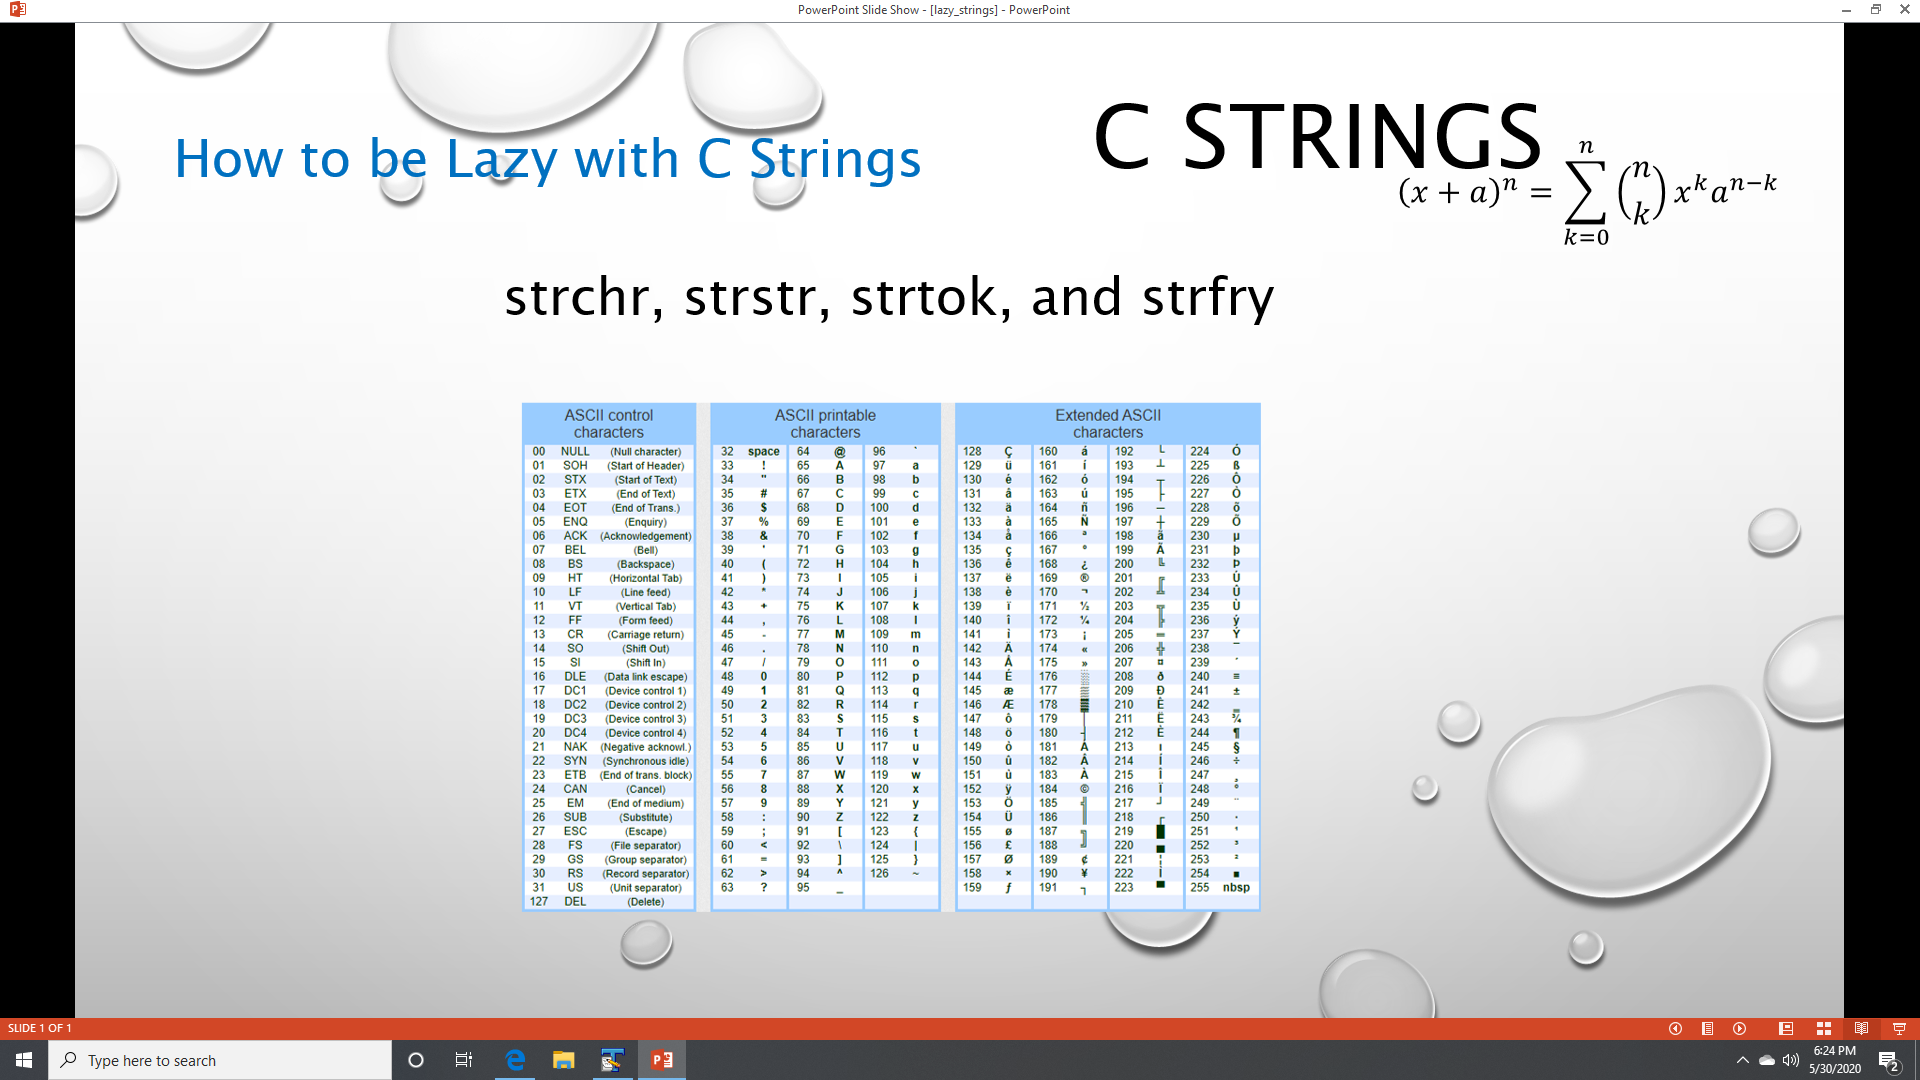 PowerPoint Slide Show - [lazy_strings] - PowerPoint
How to be Lazy with C Strings
C STRINGS
(x + a)^n = ∑_{k=0}^{n} (n k) x^k a^{n−k}
strchr, strstr, strtok, and strfry
ASCII control characters ASCII printable characters Extended ASCII characters
00 NULL (Null character) 32 space 64 @ 96 ` 128 Ç 160 á 192 └ 224 Ó
01 SOH (Start of Header) 33 ! 65 A 97 a 129 ü 161 í 193 ┴ 225 ß
02 STX (Start of Text) 34 " 66 B 98 b 130 é 162 ó 194 ┬ 226 Ô
03 ETX (End of Text) 35 # 67 C 99 c 131 â 163 ú 195 ├ 227 Ò
04 EOT (End of Trans.) 36 $ 68 D 100 d 132 ä 164 ñ 196 ─ 228 õ
05 ENQ (Enquiry) 37 % 69 E 101 e 133 à 165 Ñ 197 ┼ 229 Õ
06 ACK (Acknowledgement) 38 & 70 F 102 f 134 å 166 ª 198 ã 230 µ
07 BEL (Bell) 39 ' 71 G 103 g 135 ç 167 º 199 Ã 231 þ
08 BS (Backspace) 40 ( 72 H 104 h 136 ê 168 ¿ 200 ╚ 232 Þ
09 HT (Horizontal Tab) 41 ) 73 I 105 i 137 ë 169 ® 201 ╔ 233 Ú
10 LF (Line feed) 42 * 74 J 106 j 138 è 170 ¬ 202 ╩ 234 Û
11 VT (Vertical Tab) 43 + 75 K 107 k 139 ï 171 ½ 203 ╦ 235 Ù
12 FF (Form feed) 44 , 76 L 108 l 140 î 172 ¼ 204 ╠ 236 ý
13 CR (Carriage return) 45 - 77 M 109 m 141 ì 173 ¡ 205 ═ 237 Ý
14 SO (Shift Out) 46 . 78 N 110 n 142 Ä 174 « 206 ╬ 238 ¯
15 SI (Shift In) 47 / 79 O 111 o 143 Å 175 » 207 ¤ 239 ´
16 DLE (Data link escape) 48 0 80 P 112 p 144 É 176 ░ 208 ð 240 ≡
17 DC1 (Device control 1) 49 1 81 Q 113 q 145 æ 177 ▒ 209 Ð 241 ±
18 DC2 (Device control 2) 50 2 82 R 114 r 146 Æ 178 ▓ 210 Ê 242 ‗
19 DC3 (Device control 3) 51 3 83 S 115 s 147 ô 179 │ 211 Ë 243 ¾
20 DC4 (Device control 4) 52 4 84 T 116 t 148 ö 180 ┤ 212 È 244 ¶
21 NAK (Negative acknowl.) 53 5 85 U 117 u 149 ò 181 Á 213 ı 245 §
22 SYN (Synchronous idle) 54 6 86 V 118 v 150 û 182 Â 214 Í 246 ÷
23 ETB (End of trans. block) 55 7 87 W 119 w 151 ù 183 À 215 Î 247 ¸
24 CAN (Cancel) 56 8 88 X 120 x 152 ÿ 184 © 216 Ï 248 °
25 EM (End of medium) 57 9 89 Y 121 y 153 Ö 185 ╣ 217 ┘ 249 ¨
26 SUB (Substitute) 58 : 90 Z 122 z 154 Ü 186 ║ 218 ┌ 250 ·
27 ESC (Escape) 59 ; 91 [ 123 { 155 ø 187 ╗ 219 █ 251 ¹
28 FS (File separator) 60 < 92 \ 124 | 156 £ 188 ╝ 220 ▄ 252 ³
29 GS (Group separator) 61 = 93 ] 125 } 157 Ø 189 ¢ 221 ¦ 253 ²
30 RS (Record separator) 62 > 94 ^ 126 ~ 158 × 190 ¥ 222 Ì 254 ■
31 US (Unit separator) 63 ? 95 _ 159 ƒ 191 ┐ 223 ▀ 255 nbsp
127 DEL (Delete)
SLIDE 1 OF 1
Type here to search
6:24 PM
5/30/2020
2